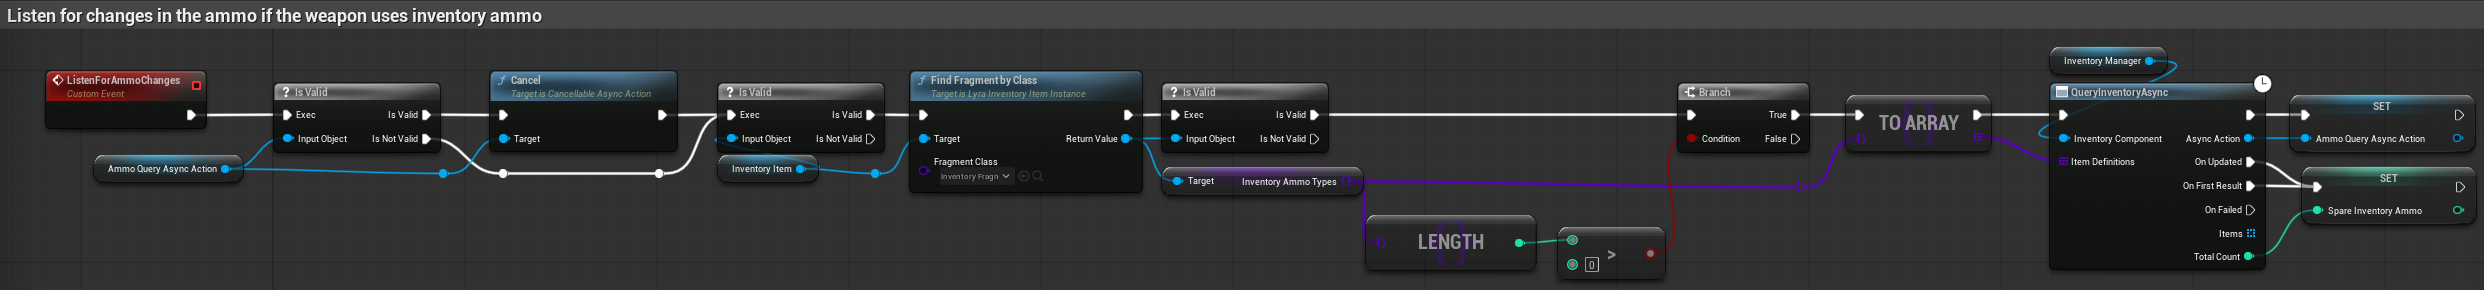 Listen for changes in the ammo if the weapon uses inventory ammo
ListenForAmmoChanges
Custom Event
? Is Valid
Exec Is Valid
Input Object Is Not Valid
Ammo Query Async Action
f Cancel
Target is Cancellable Async Action
Target
? Is Valid
Exec Is Valid
Input Object Is Not Valid
Inventory Item
f Find Fragment by Class
Target is Lyra Inventory Item Instance
Target Return Value
Fragment Class
Inventory Fragn
? Is Valid
Exec Is Valid
Input Object Is Not Valid
Target Inventory Ammo Types
LENGTH
0 >
Branch
True
Condition False
TO ARRAY
Inventory Manager
QueryInventoryAsync
Inventory Component Async Action
Item Definitions On Updated
On First Result
On Failed
Items
Total Count
SET
Ammo Query Async Action
SET
Spare Inventory Ammo